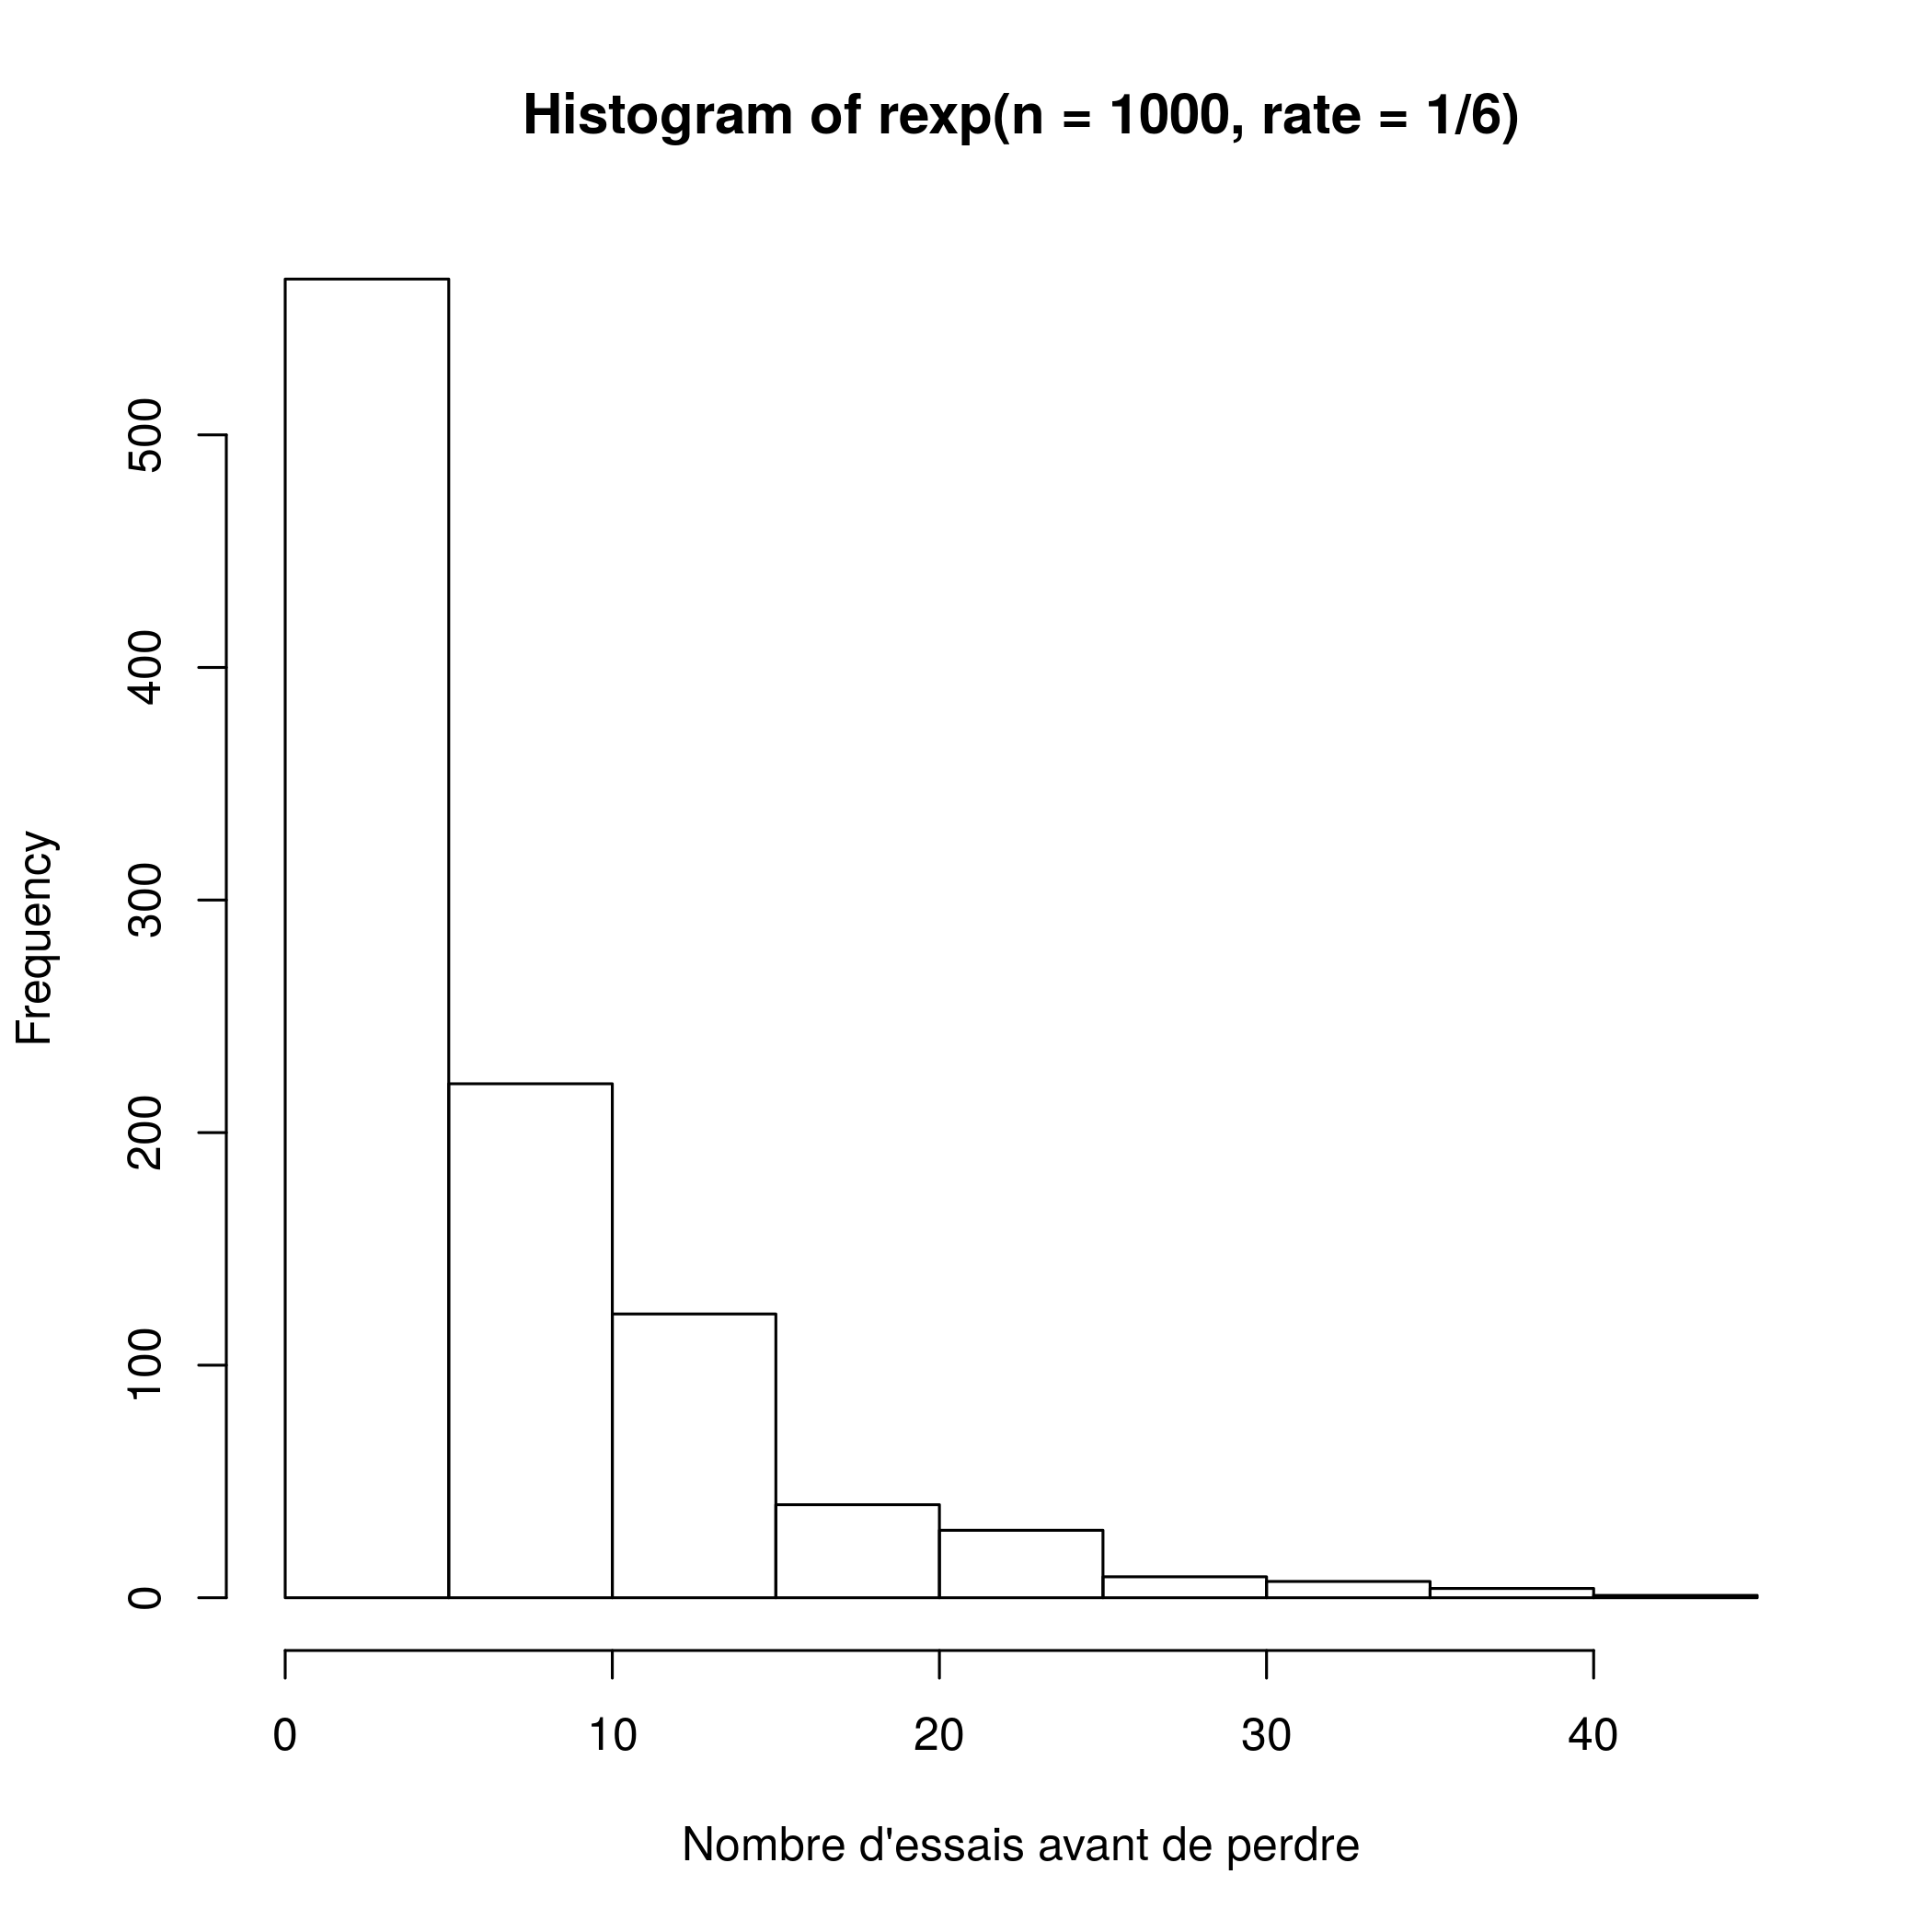 Histogram of rexp(n = 1000, rate = 1/6)
Frequency
500
400
300
200
100
0
0 10 20 30 40
Nombre d'essais avant de perdre